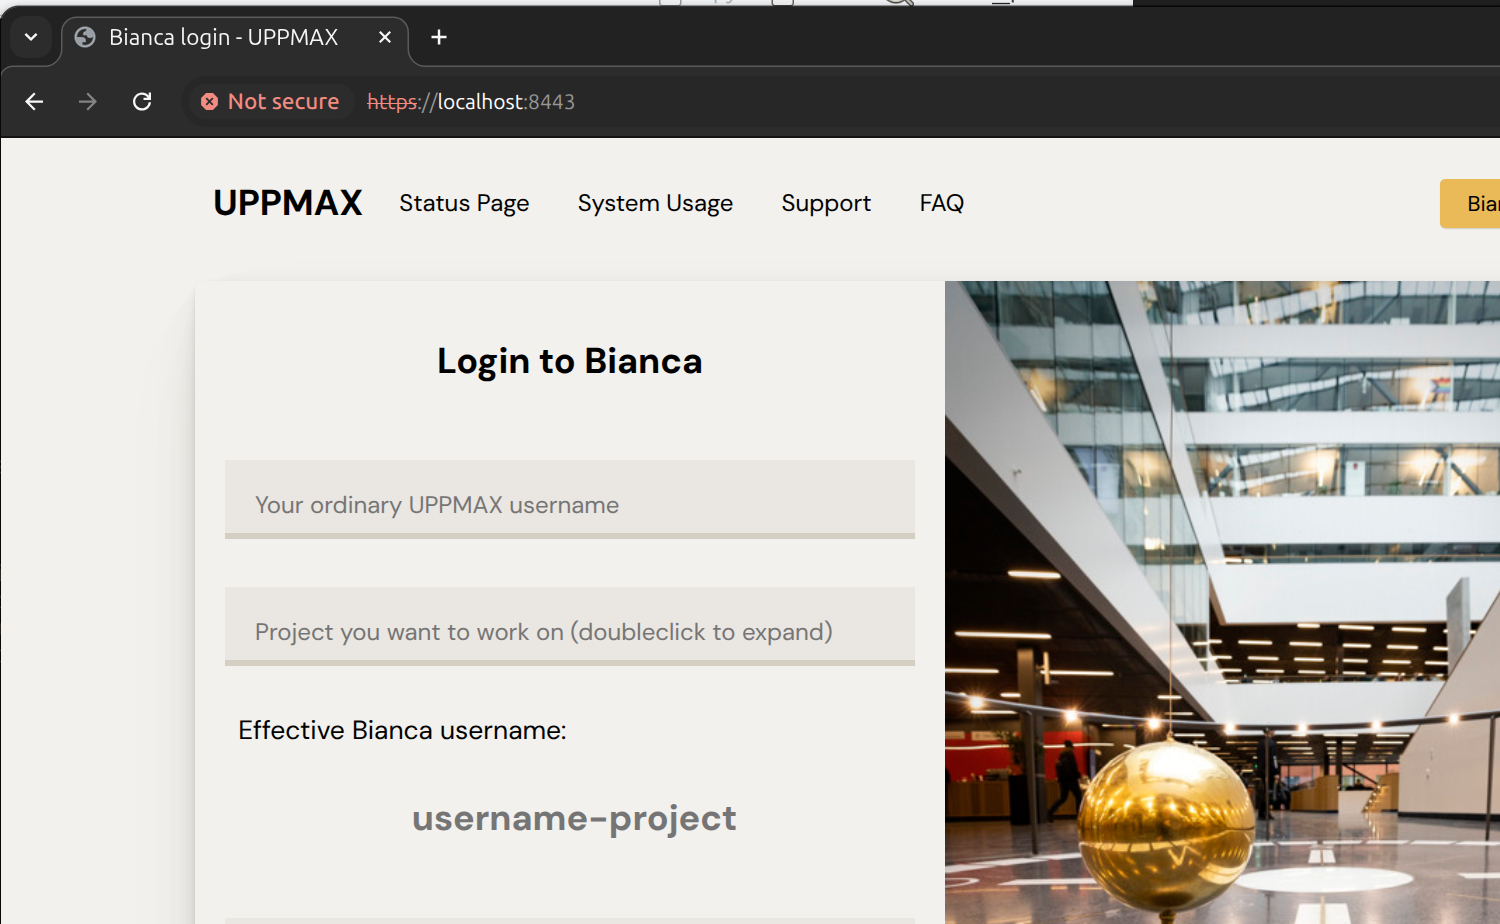 Bianca login - UPPMAX
Not secure https://localhost:8443
UPPMAX Status Page System Usage Support FAQ
Login to Bianca
Your ordinary UPPMAX username
Project you want to work on (doubleclick to expand)
Effective Bianca username:
username-project